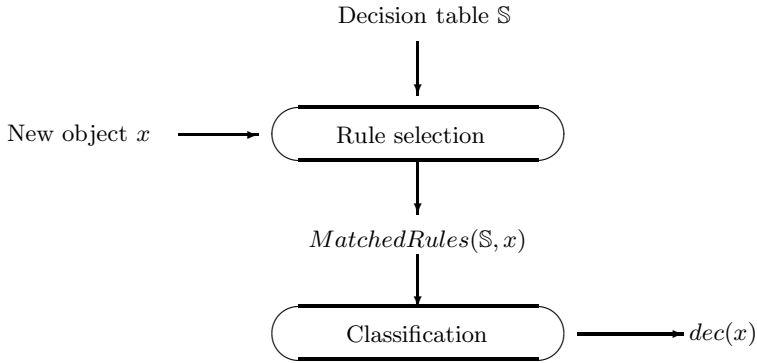 Decision table 𝕊
New object x
Rule selection
MatchedRules(𝕊, x)
Classification
dec(x)